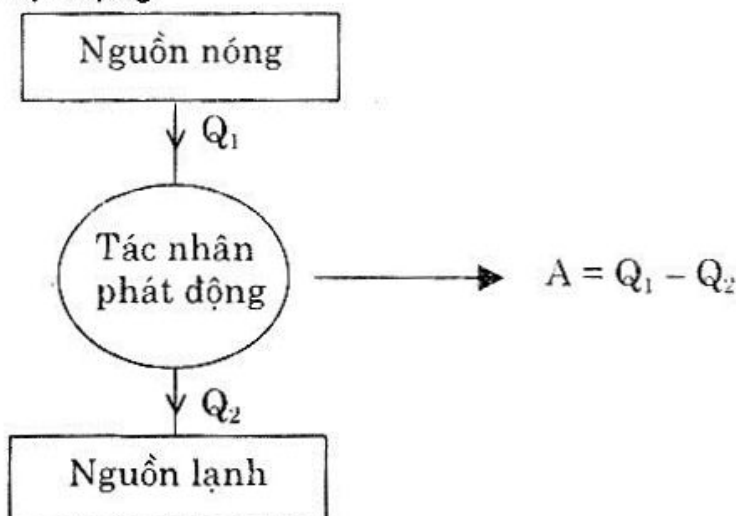 Nguồn nóng
Q₁
Tác nhân
phát động
A = Q₁ – Q₂
Q₂
Nguồn lạnh